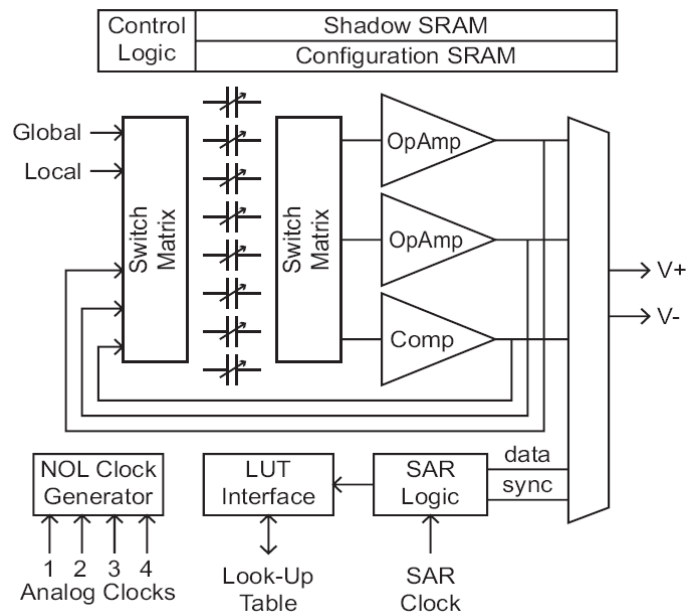 Control
Logic
Shadow SRAM
Configuration SRAM
Global
Local
Switch
Matrix
Switch
Matrix
OpAmp
OpAmp
Comp
V+
V-
NOL Clock
Generator
LUT
Interface
SAR
Logic
data
sync
1 2 3 4
Analog Clocks
Look-Up
Table
SAR
Clock